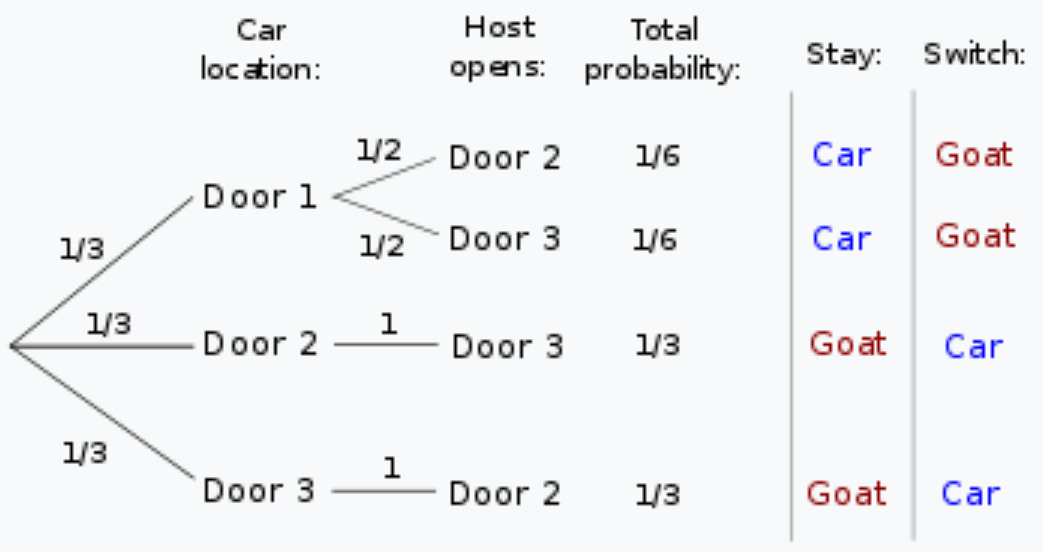 Car
location:
Host
opens:
Total
probability:
Stay:
Switch:
1/2
Door 2
1/6
Car
Goat
Door 1
1/3
1/2
Door 3
1/6
Car
Goat
1/3
Door 2
1
Door 3
1/3
Goat
Car
1/3
Door 3
1
Door 2
1/3
Goat
Car